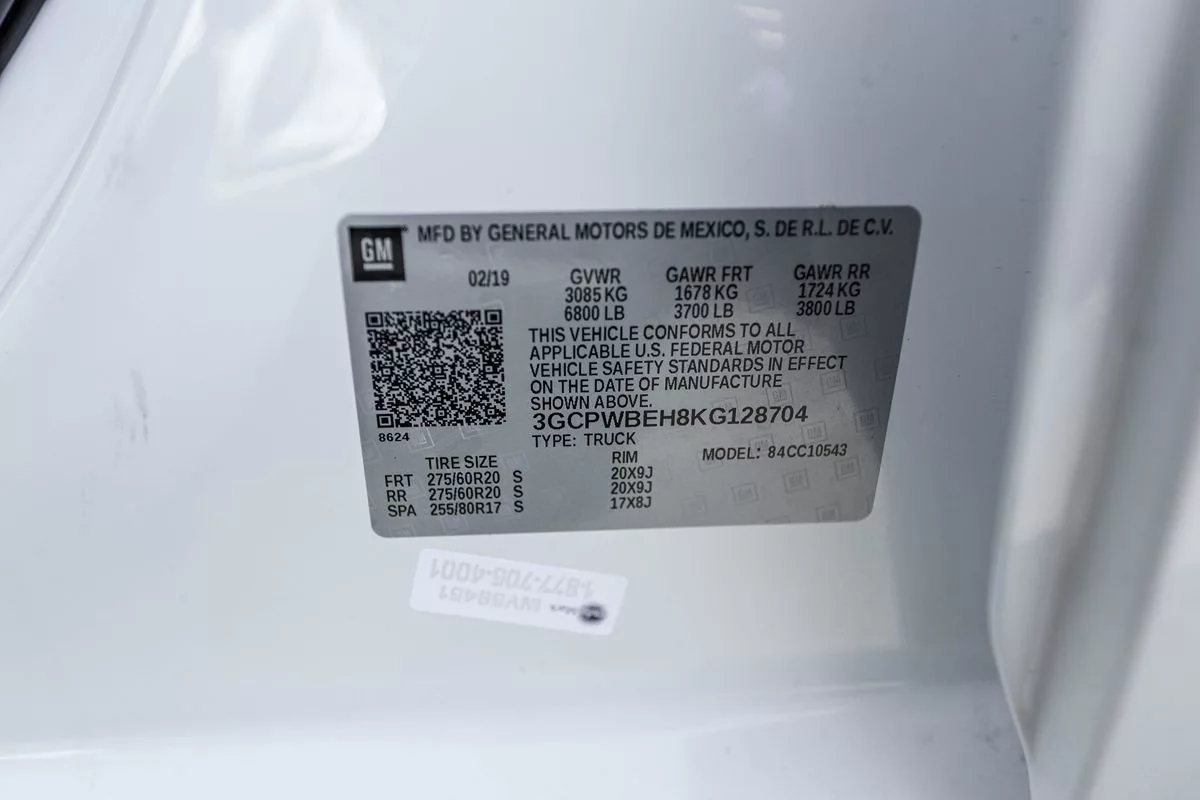 GM MFD BY GENERAL MOTORS DE MEXICO, S. DE R.L. DE C.V.
02/19 GVWR GAWR FRT GAWR RR
3085 KG 1678 KG 1724 KG
6800 LB 3700 LB 3800 LB
THIS VEHICLE CONFORMS TO ALL
APPLICABLE U.S. FEDERAL MOTOR
VEHICLE SAFETY STANDARDS IN EFFECT
ON THE DATE OF MANUFACTURE
SHOWN ABOVE.
3GCPWBEH8KG128704
8624
TYPE: TRUCK
MODEL: 84CC10543
TIRE SIZE RIM
FRT 275/60R20 S 20X9J
RR 275/60R20 S 20X9J
SPA 255/80R17 S 17X8J
1-877-705-4001